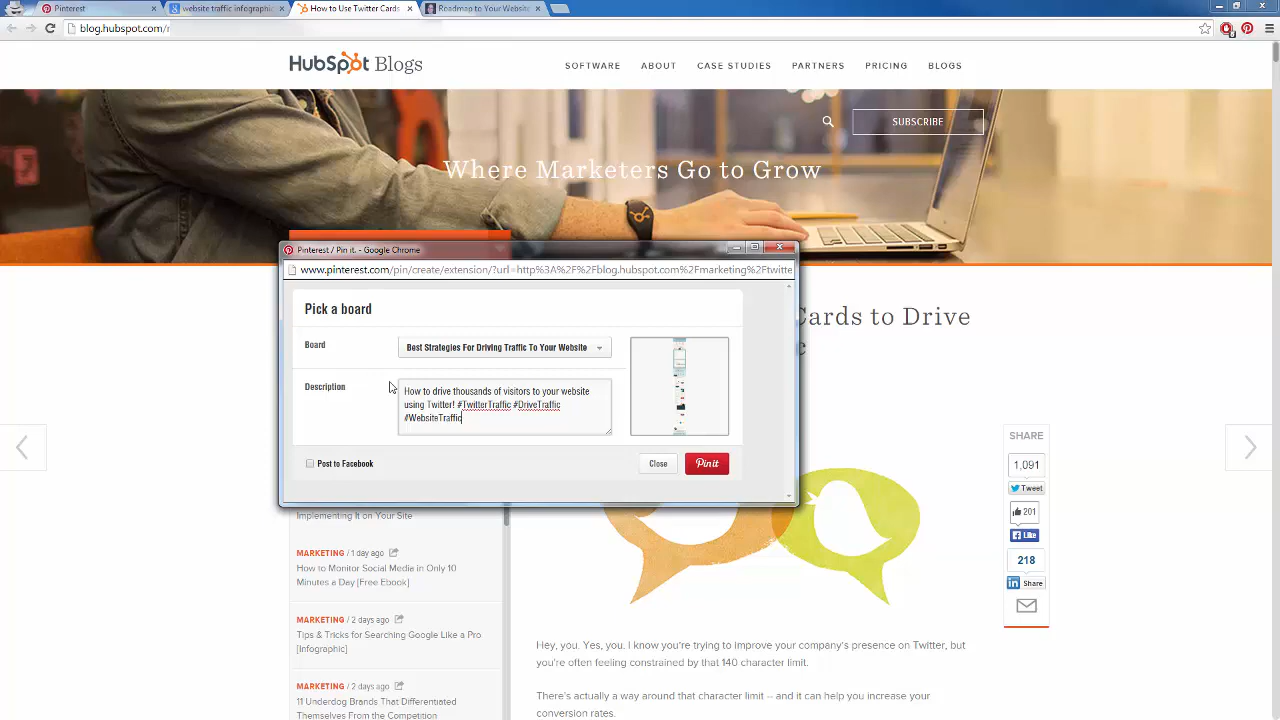 Pinterest
website traffic infographic
How to Use Twitter Cards
Roadmap to Your Website
blog.hubspot.com/
HubSpot Blogs
SOFTWARE
ABOUT
CASE STUDIES
PARTNERS
PRICING
BLOGS
SUBSCRIBE
Where Marketers Go to Grow
Pinterest / Pin it. - Google Chrome
www.pinterest.com/pin/create/extension/?url=http%3A%2F%2Fblog.hubspot.com%2Fmarketing%2Ftwitte
Pick a board
Board
Best Strategies For Driving Traffic To Your Website
Description
How to drive thousands of visitors to your website
using Twitter! #TwitterTraffic #DriveTraffic
#WebsiteTraffic
Post to Facebook
Close
Pin it
Cards to Drive
SHARE
1,091
Tweet
201
Like
218
Share
Implementing It on Your Site
MARKETING / 1 day ago
How to Monitor Social Media in Only 10
Minutes a Day [Free Ebook]
MARKETING / 2 days ago
Tips & Tricks for Searching Google Like a Pro
[Infographic]
MARKETING / 2 days ago
11 Underdog Brands That Differentiated
Themselves From the Competition
Hey, you. Yes, you. I know you're trying to improve your company's presence on Twitter, but
you're often feeling constrained by that 140 character limit.
There's actually a way around that character limit -- and it can help you increase your
conversion rates.